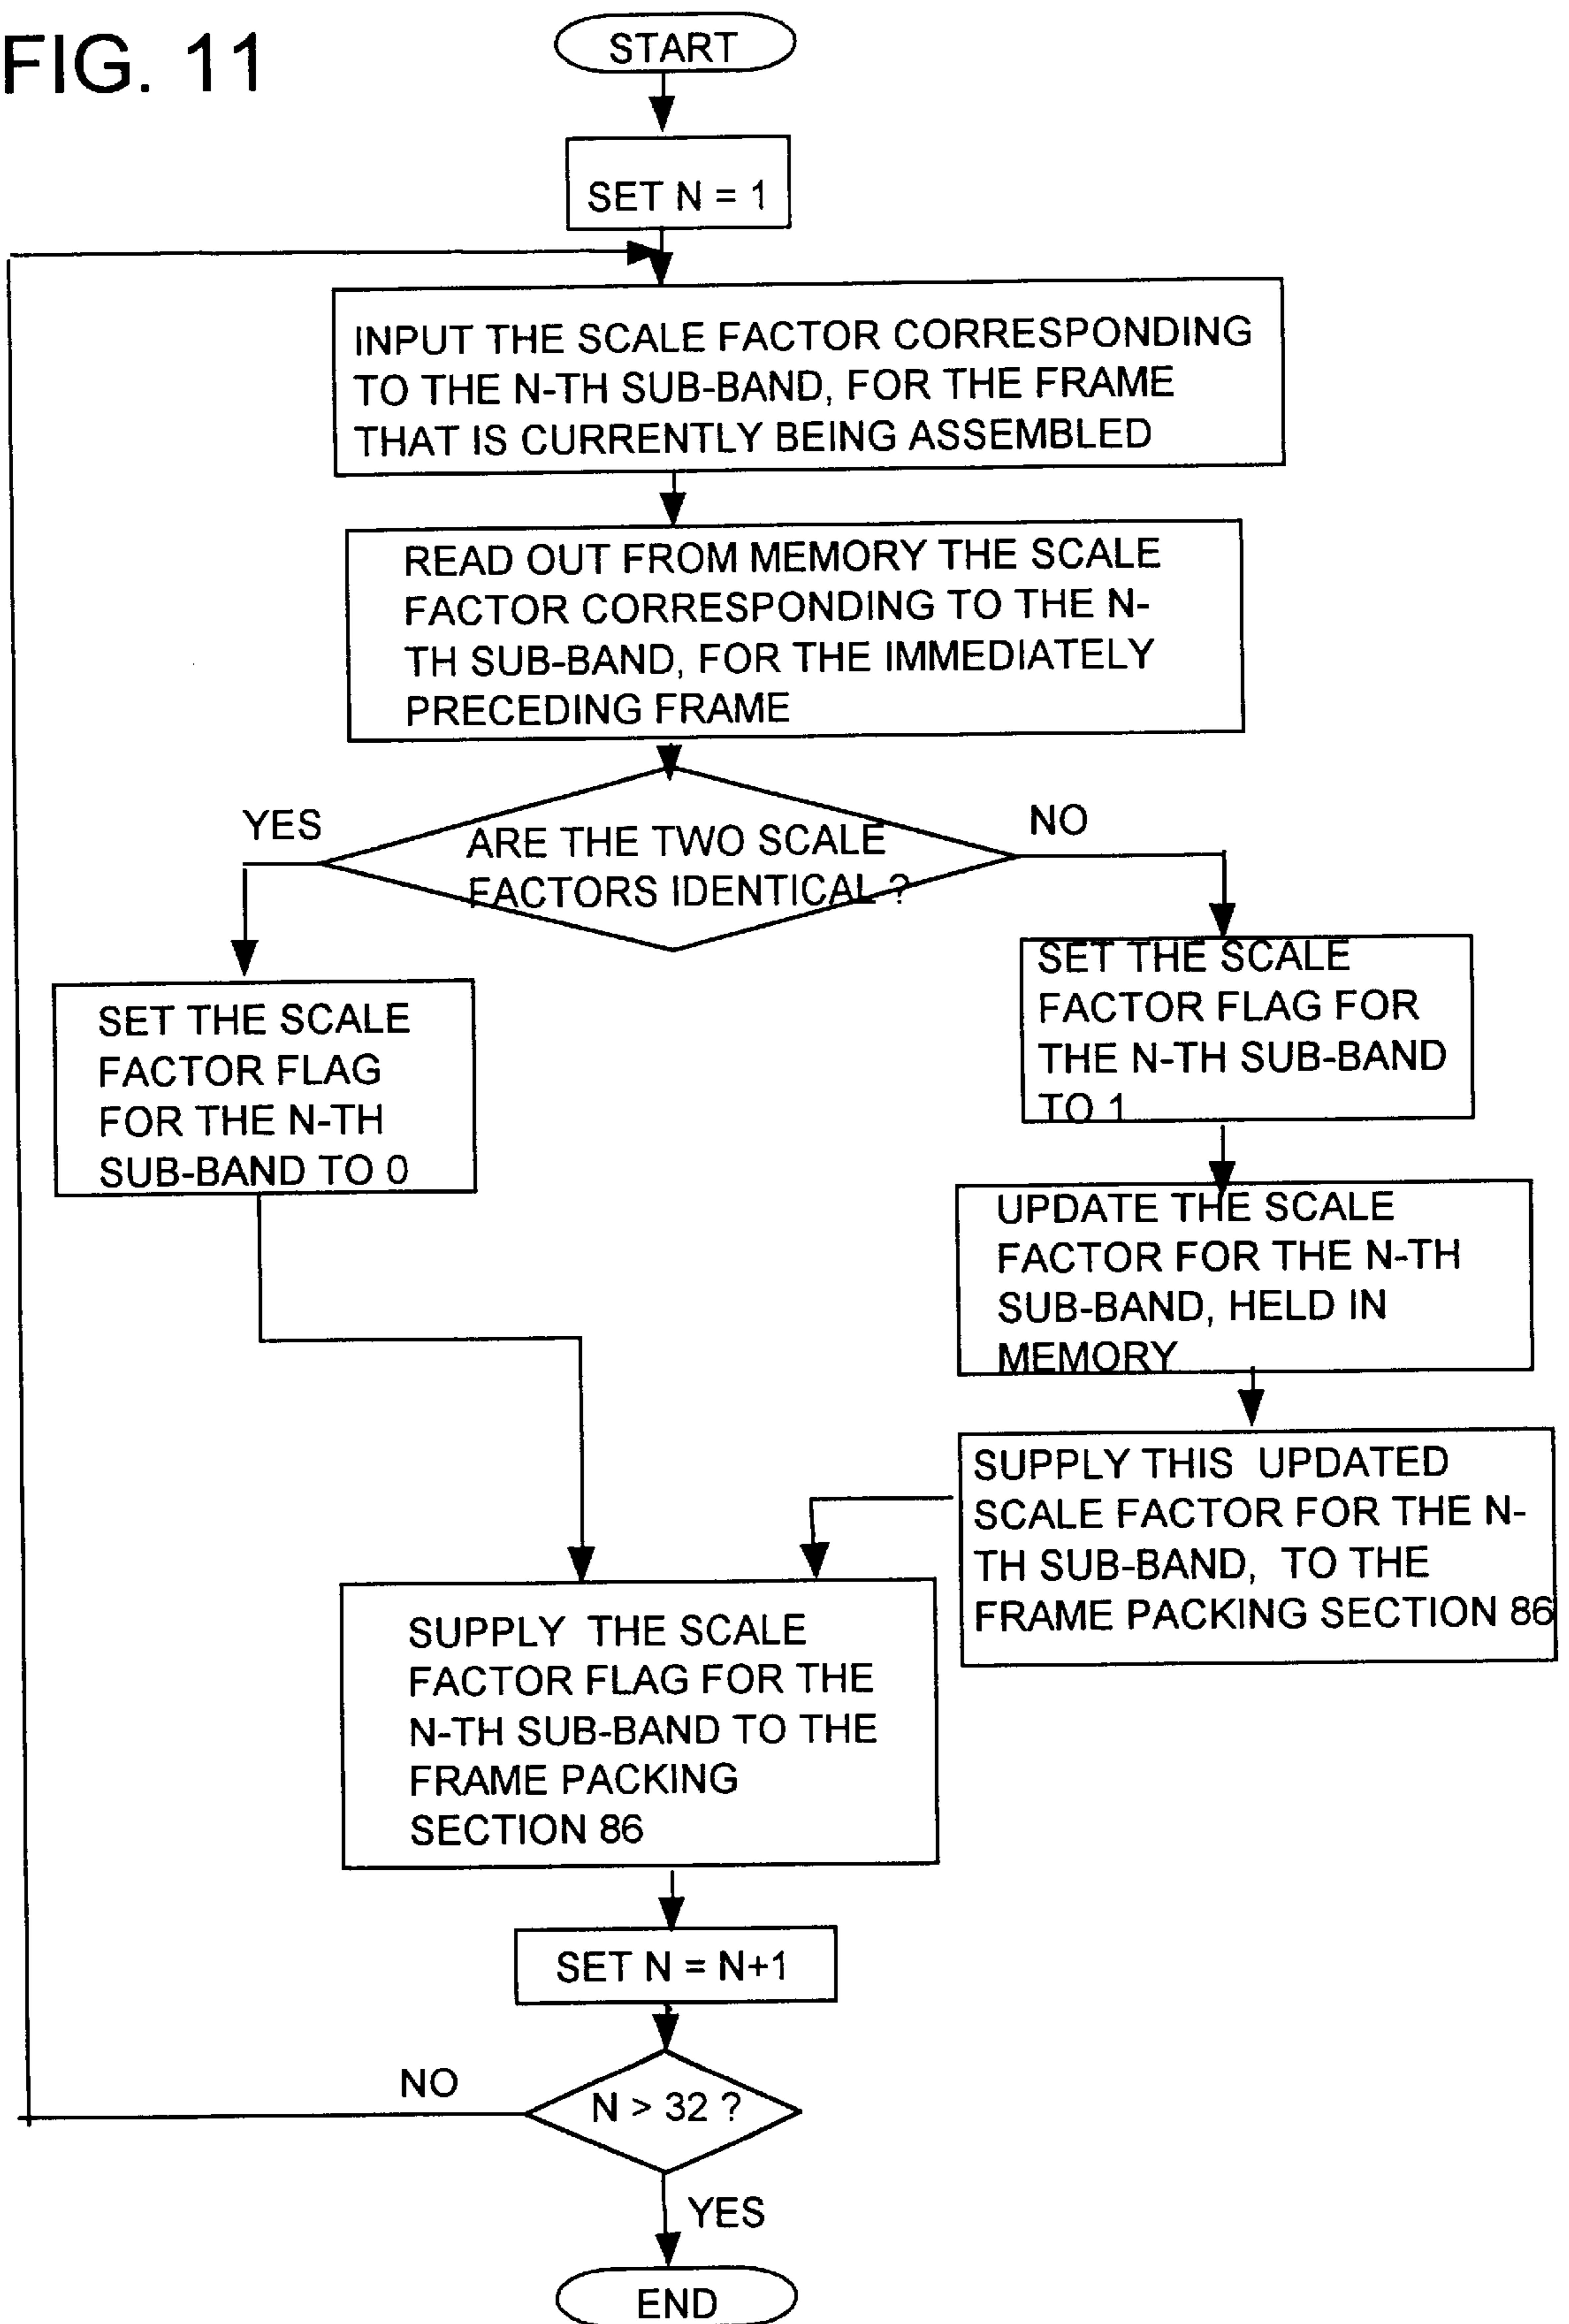 FIG. 11
START
SET N = 1
INPUT THE SCALE FACTOR CORRESPONDING
TO THE N-TH SUB-BAND, FOR THE FRAME
THAT IS CURRENTLY BEING ASSEMBLED
READ OUT FROM MEMORY THE SCALE
FACTOR CORRESPONDING TO THE N-
TH SUB-BAND, FOR THE IMMEDIATELY
PRECEDING FRAME
YES
NO
ARE THE TWO SCALE
FACTORS IDENTICAL ?
SET THE SCALE
FACTOR FLAG
FOR THE N-TH
SUB-BAND TO 0
SET THE SCALE
FACTOR FLAG FOR
THE N-TH SUB-BAND
TO 1
UPDATE THE SCALE
FACTOR FOR THE N-TH
SUB-BAND, HELD IN
MEMORY
SUPPLY THIS UPDATED
SCALE FACTOR FOR THE N-
TH SUB-BAND, TO THE
FRAME PACKING SECTION 86
SUPPLY THE SCALE
FACTOR FLAG FOR THE
N-TH SUB-BAND TO THE
FRAME PACKING
SECTION 86
SET N = N+1
NO
N > 32 ?
YES
END